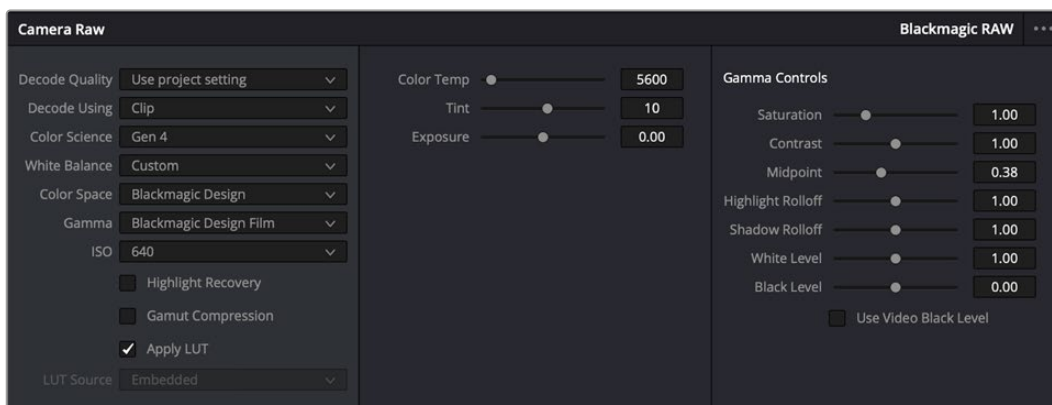 Camera Raw
Blackmagic RAW
Decode Quality Use project setting
Decode Using Clip
Color Science Gen 4
White Balance Custom
Color Space Blackmagic Design
Gamma Blackmagic Design Film
ISO 640
Highlight Recovery
Gamut Compression
Apply LUT
LUT Source Embedded
Color Temp 5600
Tint 10
Exposure 0.00
Gamma Controls
Saturation 1.00
Contrast 1.00
Midpoint 0.38
Highlight Rolloff 1.00
Shadow Rolloff 1.00
White Level 1.00
Black Level 0.00
Use Video Black Level